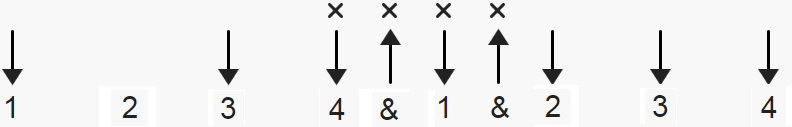 × × × ×
↓ ↓ ↓ ↑ ↓ ↑ ↓ ↓ ↓
1 2 3 4 & 1 & 2 3 4